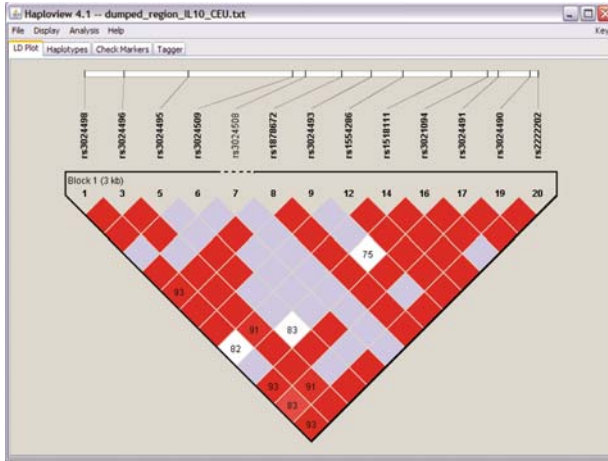 Haploview 4.1 -- dumped_region_IL10_CEU.txt
File Display Analysis Help Key
LD Plot Haplotypes Check Markers Tagger
rs3024498 rs3024496 rs3024495 rs3024509 rs3024508 rs1878672 rs3024493 rs1554286 rs1518111 rs3021094 rs3024491 rs3024490 rs2222202
Block 1 (3 kb)
1 3 5 6 7 8 9 12 14 16 17 19 20
75
93
91 83
82
93 91
93
93